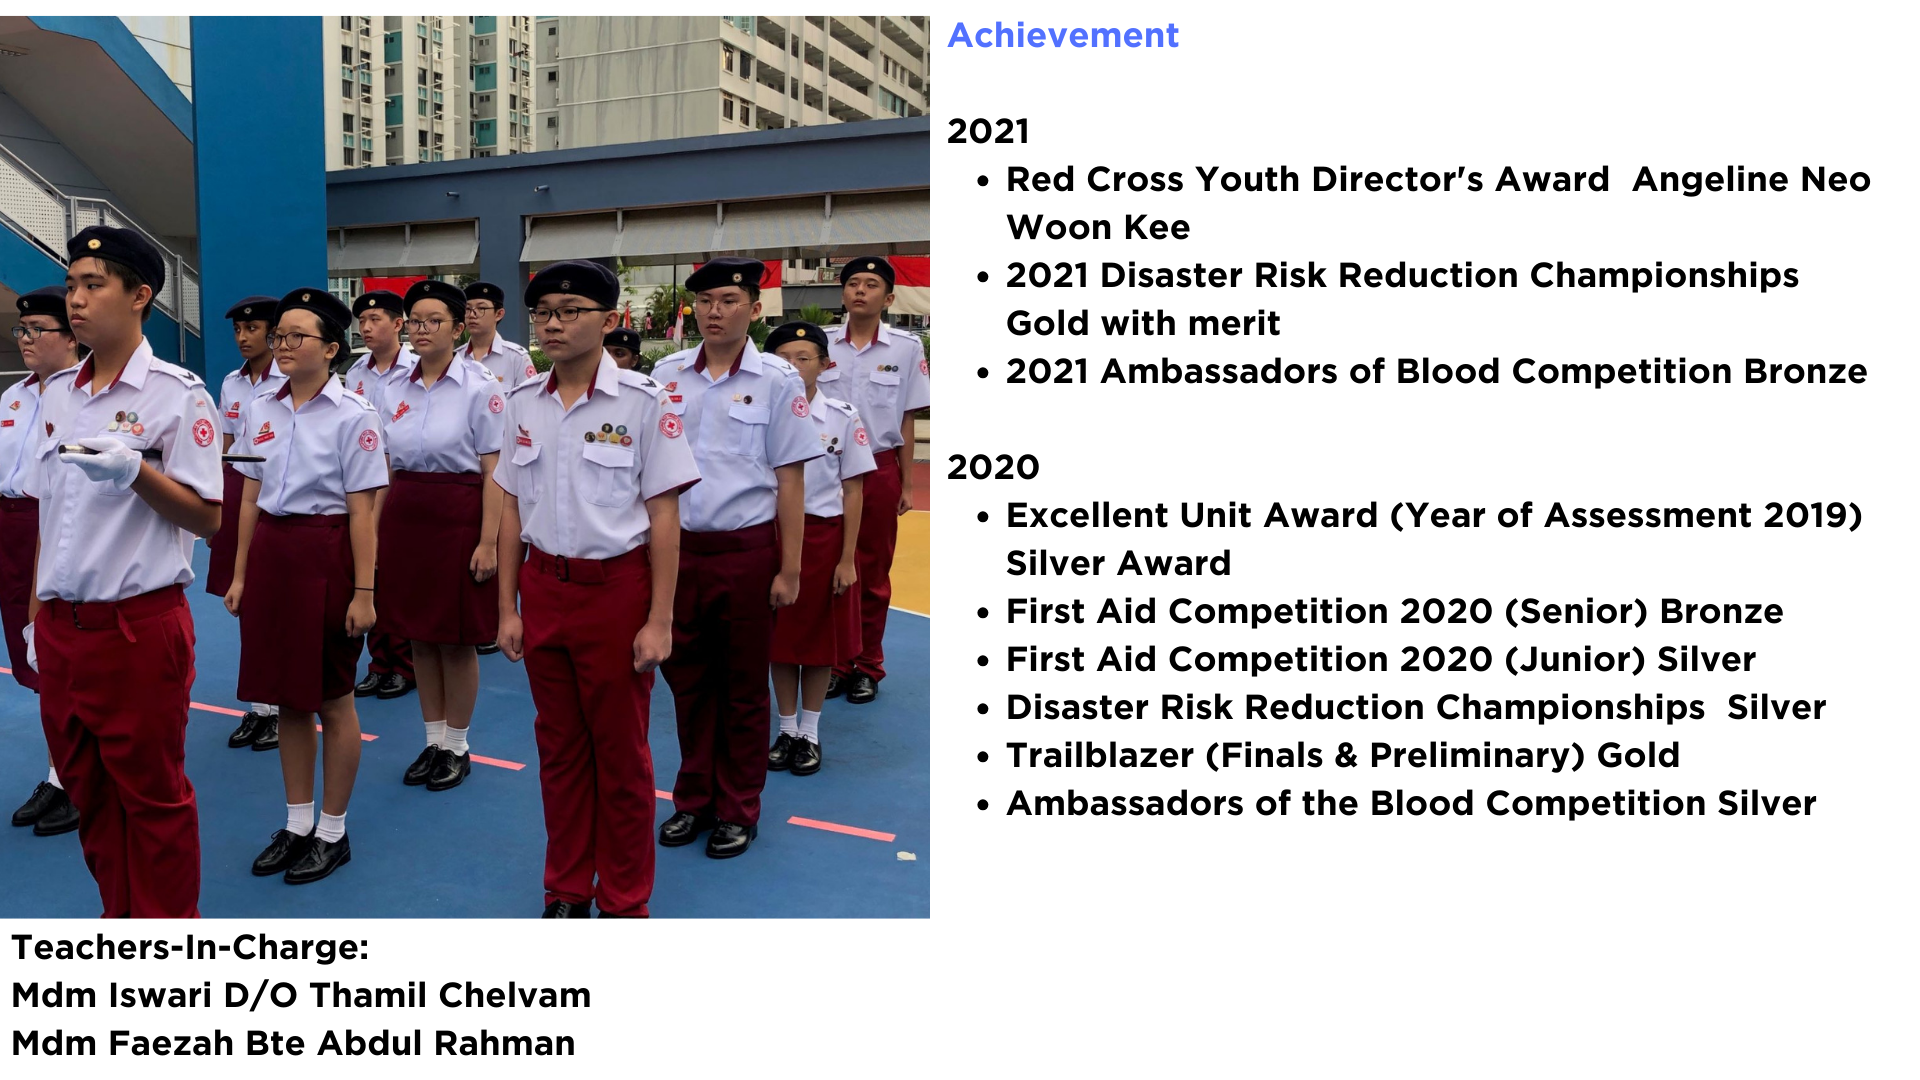 Achievement
2021
• Red Cross Youth Director's Award  Angeline Neo
Woon Kee
• 2021 Disaster Risk Reduction Championships
Gold with merit
• 2021 Ambassadors of Blood Competition Bronze
2020
• Excellent Unit Award (Year of Assessment 2019)
Silver Award
• First Aid Competition 2020 (Senior) Bronze
• First Aid Competition 2020 (Junior) Silver
• Disaster Risk Reduction Championships  Silver
• Trailblazer (Finals & Preliminary) Gold
• Ambassadors of the Blood Competition Silver
Teachers-In-Charge:
Mdm Iswari D/O Thamil Chelvam
Mdm Faezah Bte Abdul Rahman